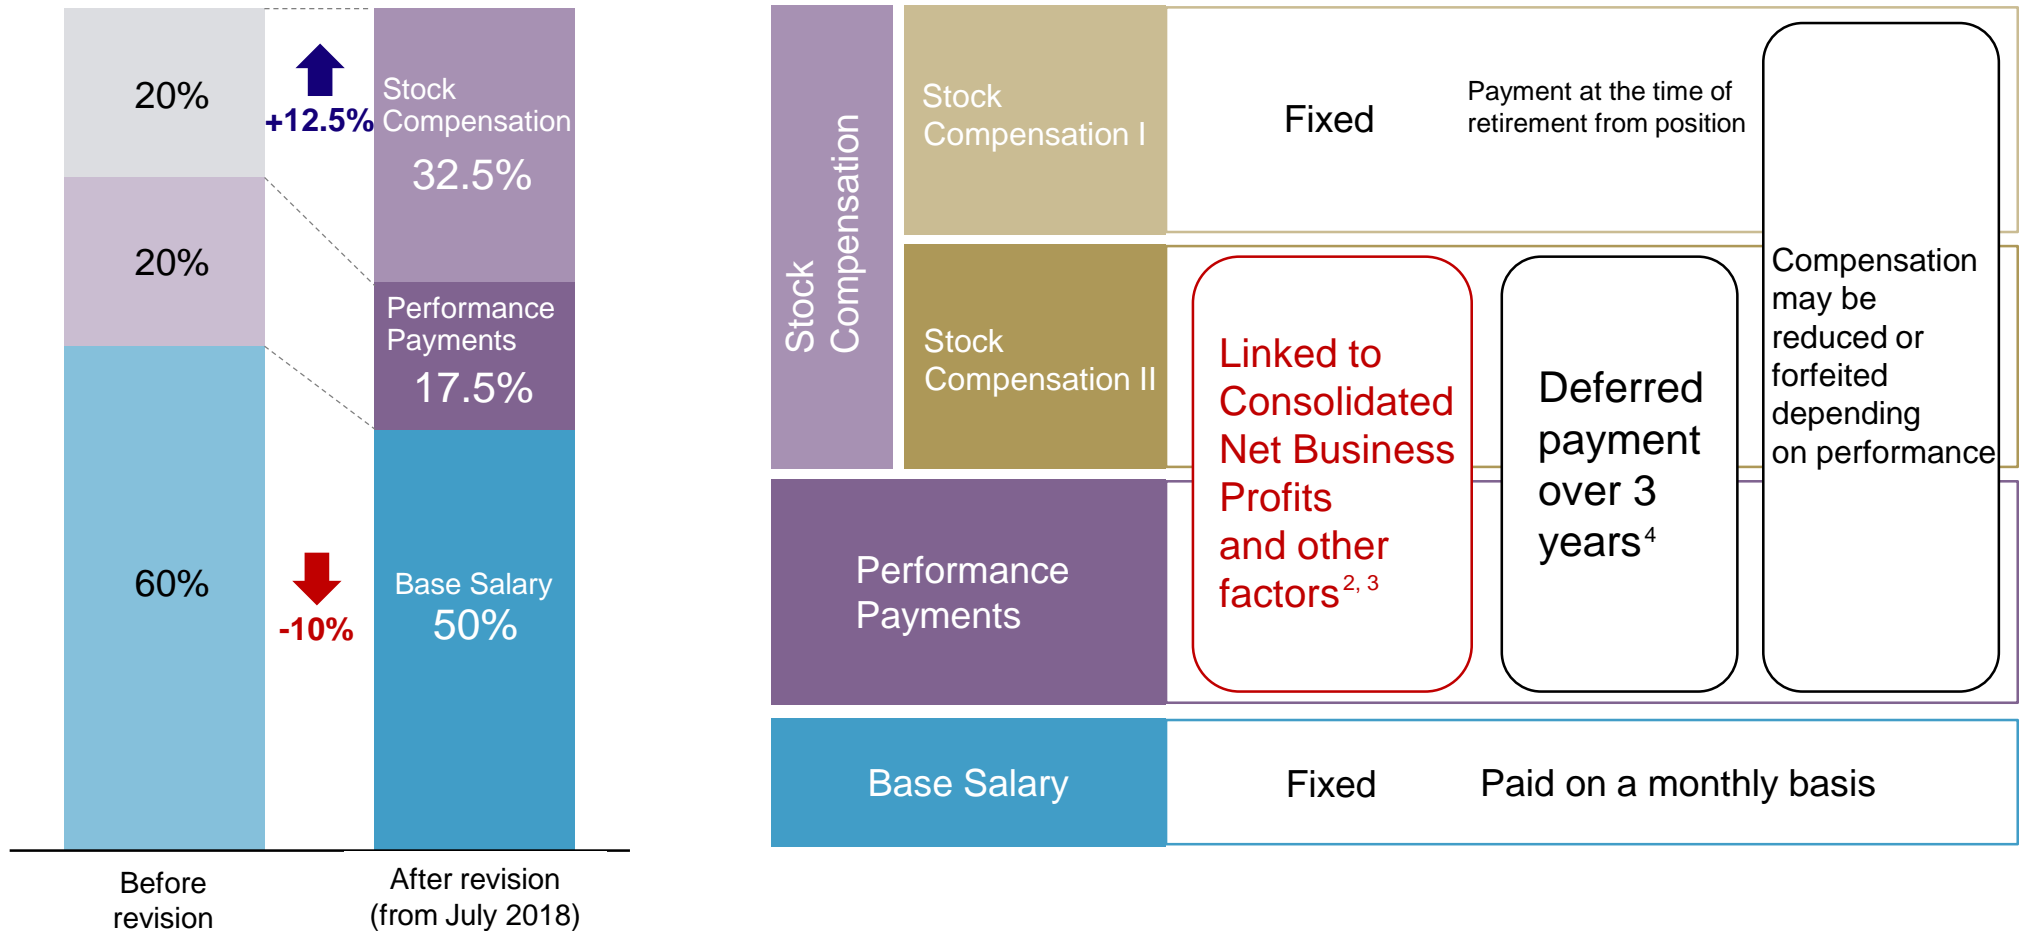 20%
20%
60%
+12.5%
-10%
Stock
Compensation
32.5%
Performance
Payments
17.5%
Base Salary
50%
Before
revision
After revision
(from July 2018)
Stock
Compensation
Stock
Compensation I
Fixed
Payment at the time of
retirement from position
Stock
Compensation II
Linked to
Consolidated
Net Business
Profits
and other
factors2, 3
Deferred
payment
over 3
years4
Compensation
may be
reduced or
forfeited
depending
on performance
Performance
Payments
Base Salary
Fixed
Paid on a monthly basis